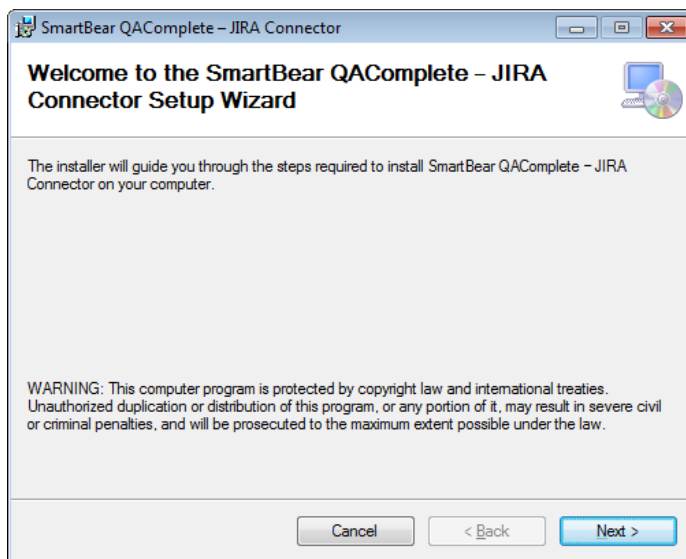 SmartBear QAComplete – JIRA Connector
Welcome to the SmartBear QAComplete – JIRA
Connector Setup Wizard
The installer will guide you through the steps required to install SmartBear QAComplete – JIRA
Connector on your computer.
WARNING: This computer program is protected by copyright law and international treaties.
Unauthorized duplication or distribution of this program, or any portion of it, may result in severe civil
or criminal penalties, and will be prosecuted to the maximum extent possible under the law.
Cancel < Back Next >